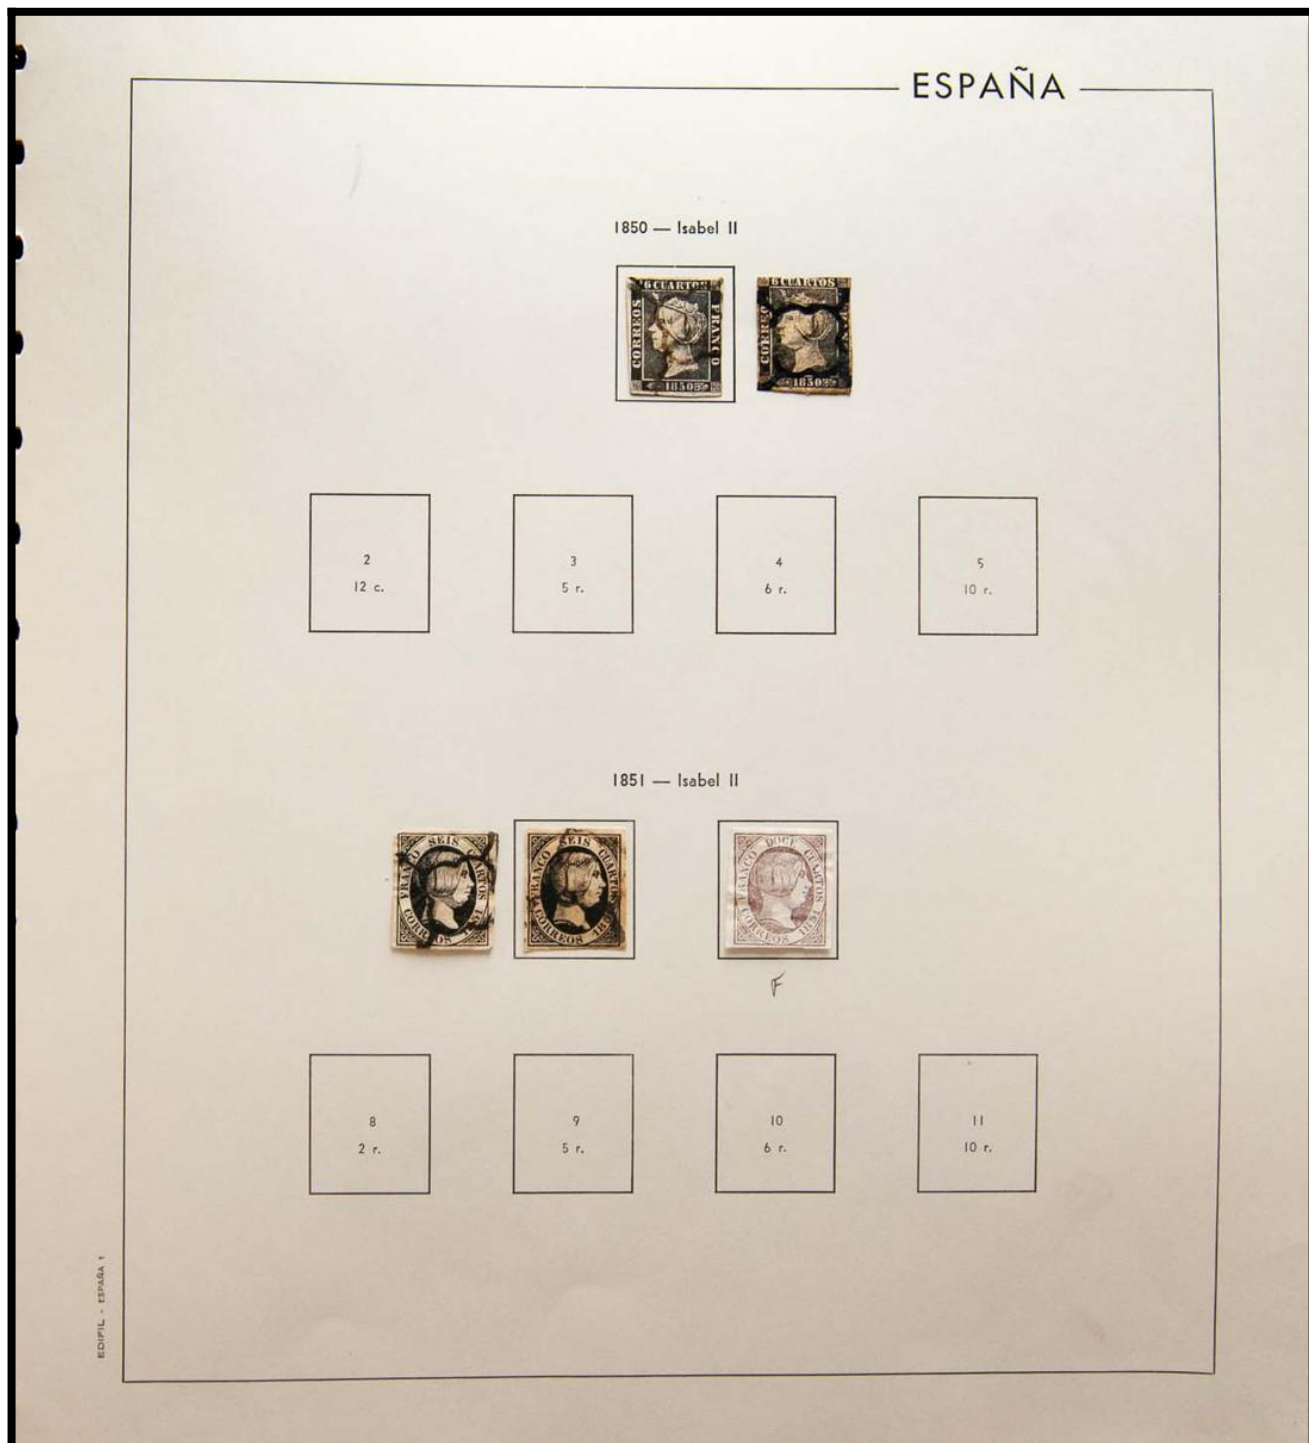 ESPAÑA
1850 — Isabel II
6 CUARTOS
CORREOS
FRANCO
1850
6 CUARTOS
CORREOS
1850
2
12 c.
3
5 r.
4
6 r.
5
10 r.
1851 — Isabel II
FRANCO SEIS CUARTOS
CORREOS 1851
FRANCO SEIS CUARTOS
CORREOS
FRANCO DOCE CUARTOS
CORREOS 1851
F
8
2 r.
9
5 r.
10
6 r.
11
10 r.
EDIFIL - ESPAÑA 1